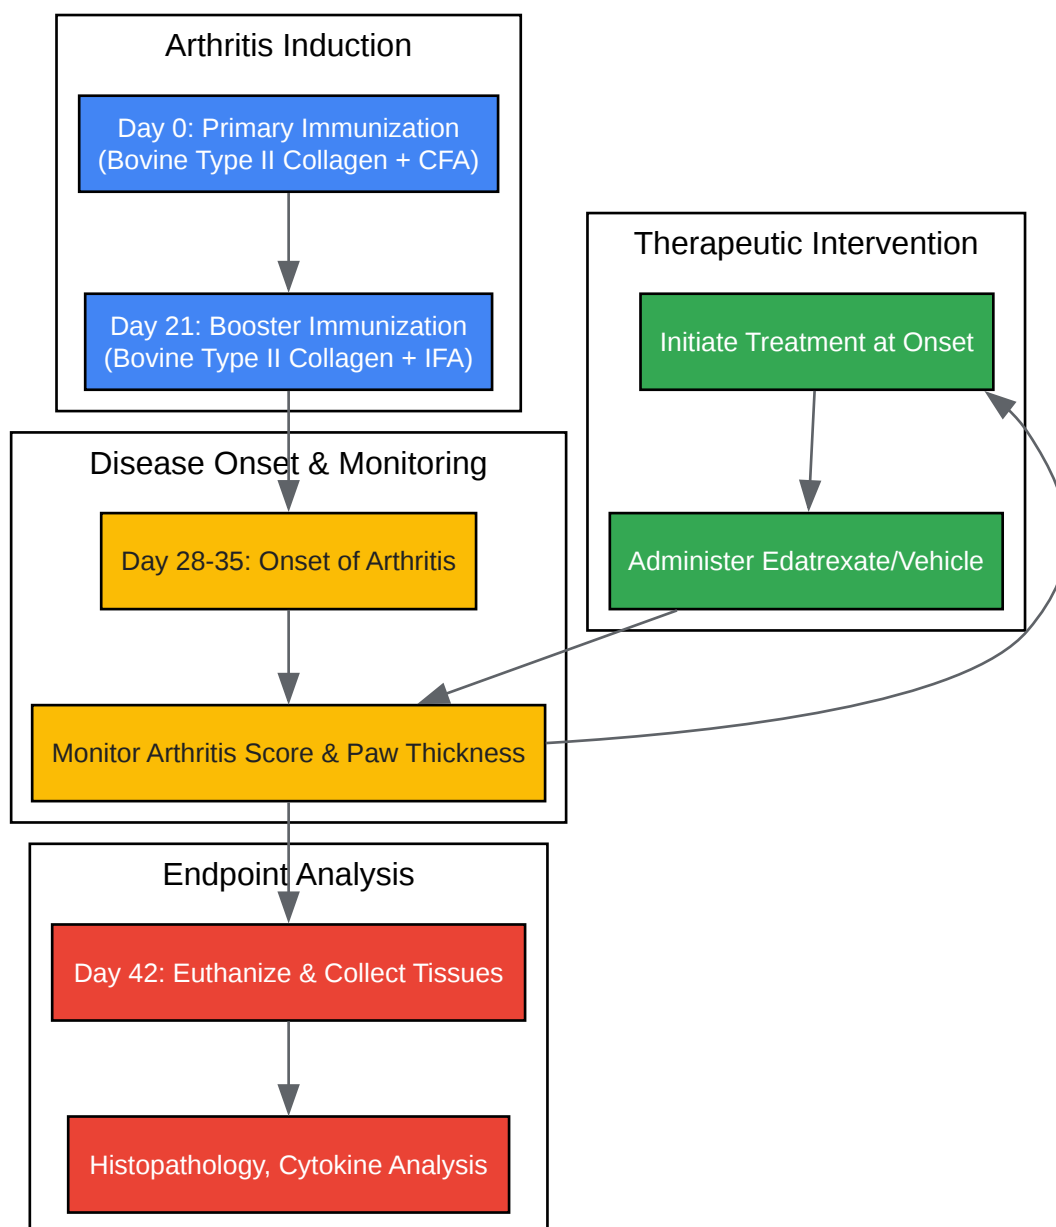 Arthritis Induction
Day 0: Primary Immunization
(Bovine Type II Collagen + CFA)
Day 21: Booster Immunization
(Bovine Type II Collagen + IFA)
Therapeutic Intervention
Initiate Treatment at Onset
Administer Edatrexate/Vehicle
Disease Onset & Monitoring
Day 28-35: Onset of Arthritis
Monitor Arthritis Score & Paw Thickness
Endpoint Analysis
Day 42: Euthanize & Collect Tissues
Histopathology, Cytokine Analysis